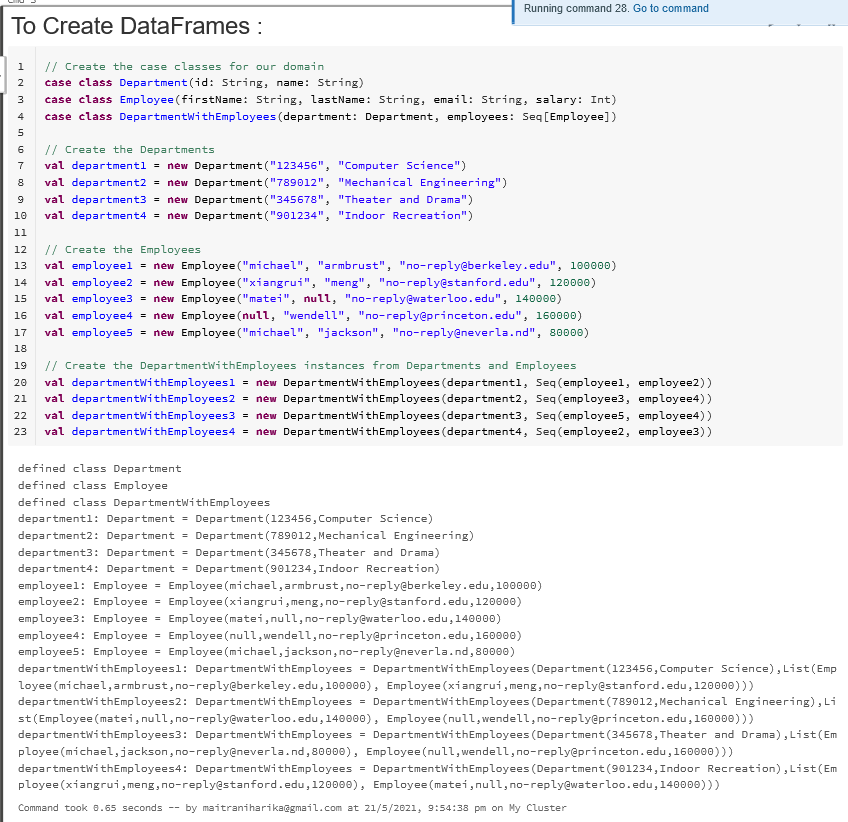 Running command 28. Go to command
To Create DataFrames :
1 // Create the case classes for our domain
2 case class Department(id: String, name: String)
3 case class Employee(firstName: String, lastName: String, email: String, salary: Int)
4 case class DepartmentWithEmployees(department: Department, employees: Seq[Employee])
5
6 // Create the Departments
7 val department1 = new Department("123456", "Computer Science")
8 val department2 = new Department("789012", "Mechanical Engineering")
9 val department3 = new Department("345678", "Theater and Drama")
10 val department4 = new Department("901234", "Indoor Recreation")
11
12 // Create the Employees
13 val employee1 = new Employee("michael", "armbrust", "no-reply@berkeley.edu", 100000)
14 val employee2 = new Employee("xiangrui", "meng", "no-reply@stanford.edu", 120000)
15 val employee3 = new Employee("matei", null, "no-reply@waterloo.edu", 140000)
16 val employee4 = new Employee(null, "wendell", "no-reply@princeton.edu", 160000)
17 val employee5 = new Employee("michael", "jackson", "no-reply@neverla.nd", 80000)
18
19 // Create the DepartmentWithEmployees instances from Departments and Employees
20 val departmentWithEmployees1 = new DepartmentWithEmployees(department1, Seq(employee1, employee2))
21 val departmentWithEmployees2 = new DepartmentWithEmployees(department2, Seq(employee3, employee4))
22 val departmentWithEmployees3 = new DepartmentWithEmployees(department3, Seq(employee5, employee4))
23 val departmentWithEmployees4 = new DepartmentWithEmployees(department4, Seq(employee2, employee3))
defined class Department
defined class Employee
defined class DepartmentWithEmployees
department1: Department = Department(123456,Computer Science)
department2: Department = Department(789012,Mechanical Engineering)
department3: Department = Department(345678,Theater and Drama)
department4: Department = Department(901234,Indoor Recreation)
employee1: Employee = Employee(michael,armbrust,no-reply@berkeley.edu,100000)
employee2: Employee = Employee(xiangrui,meng,no-reply@stanford.edu,120000)
employee3: Employee = Employee(matei,null,no-reply@waterloo.edu,140000)
employee4: Employee = Employee(null,wendell,no-reply@princeton.edu,160000)
employee5: Employee = Employee(michael,jackson,no-reply@neverla.nd,80000)
departmentWithEmployees1: DepartmentWithEmployees = DepartmentWithEmployees(Department(123456,Computer Science),List(Emp
loyee(michael,armbrust,no-reply@berkeley.edu,100000), Employee(xiangrui,meng,no-reply@stanford.edu,120000)))
departmentWithEmployees2: DepartmentWithEmployees = DepartmentWithEmployees(Department(789012,Mechanical Engineering),Li
st(Employee(matei,null,no-reply@waterloo.edu,140000), Employee(null,wendell,no-reply@princeton.edu,160000)))
departmentWithEmployees3: DepartmentWithEmployees = DepartmentWithEmployees(Department(345678,Theater and Drama),List(Em
ployee(michael,jackson,no-reply@neverla.nd,80000), Employee(null,wendell,no-reply@princeton.edu,160000)))
departmentWithEmployees4: DepartmentWithEmployees = DepartmentWithEmployees(Department(901234,Indoor Recreation),List(Em
ployee(xiangrui,meng,no-reply@stanford.edu,120000), Employee(matei,null,no-reply@waterloo.edu,140000)))
Command took 0.65 seconds -- by maitraniharika@gmail.com at 21/5/2021, 9:54:38 pm on My Cluster